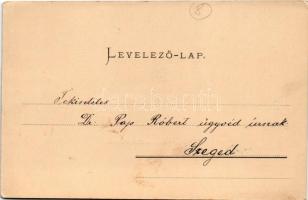 LEVELEZŐ-LAP.
Tekintetes
Dr. Pap Róbert ügyvéd úrnak
Szeged